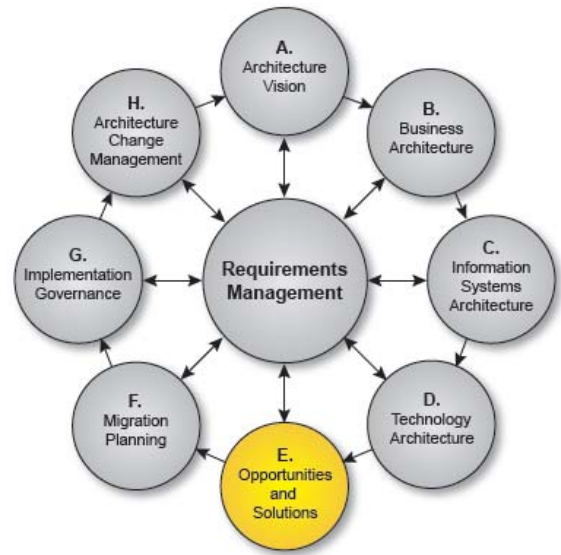 A.
Architecture
Vision
B.
Business
Architecture
C.
Information
Systems
Architecture
D.
Technology
Architecture
E.
Opportunities
and
Solutions
F.
Migration
Planning
G.
Implementation
Governance
H.
Architecture
Change
Management
Requirements
Management